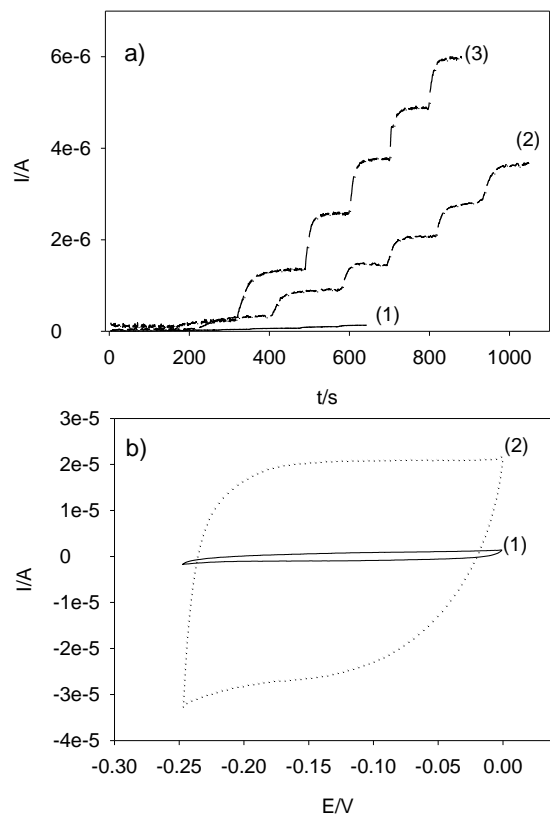 a)
6e-6
4e-6
2e-6
0
I/A
(3)
(2)
(1)
0 200 400 600 800 1000
t/s
b)
3e-5
2e-5
1e-5
0
-1e-5
-2e-5
-3e-5
-4e-5
I/A
(2)
(1)
-0.30 -0.25 -0.20 -0.15 -0.10 -0.05 0.00
E/V